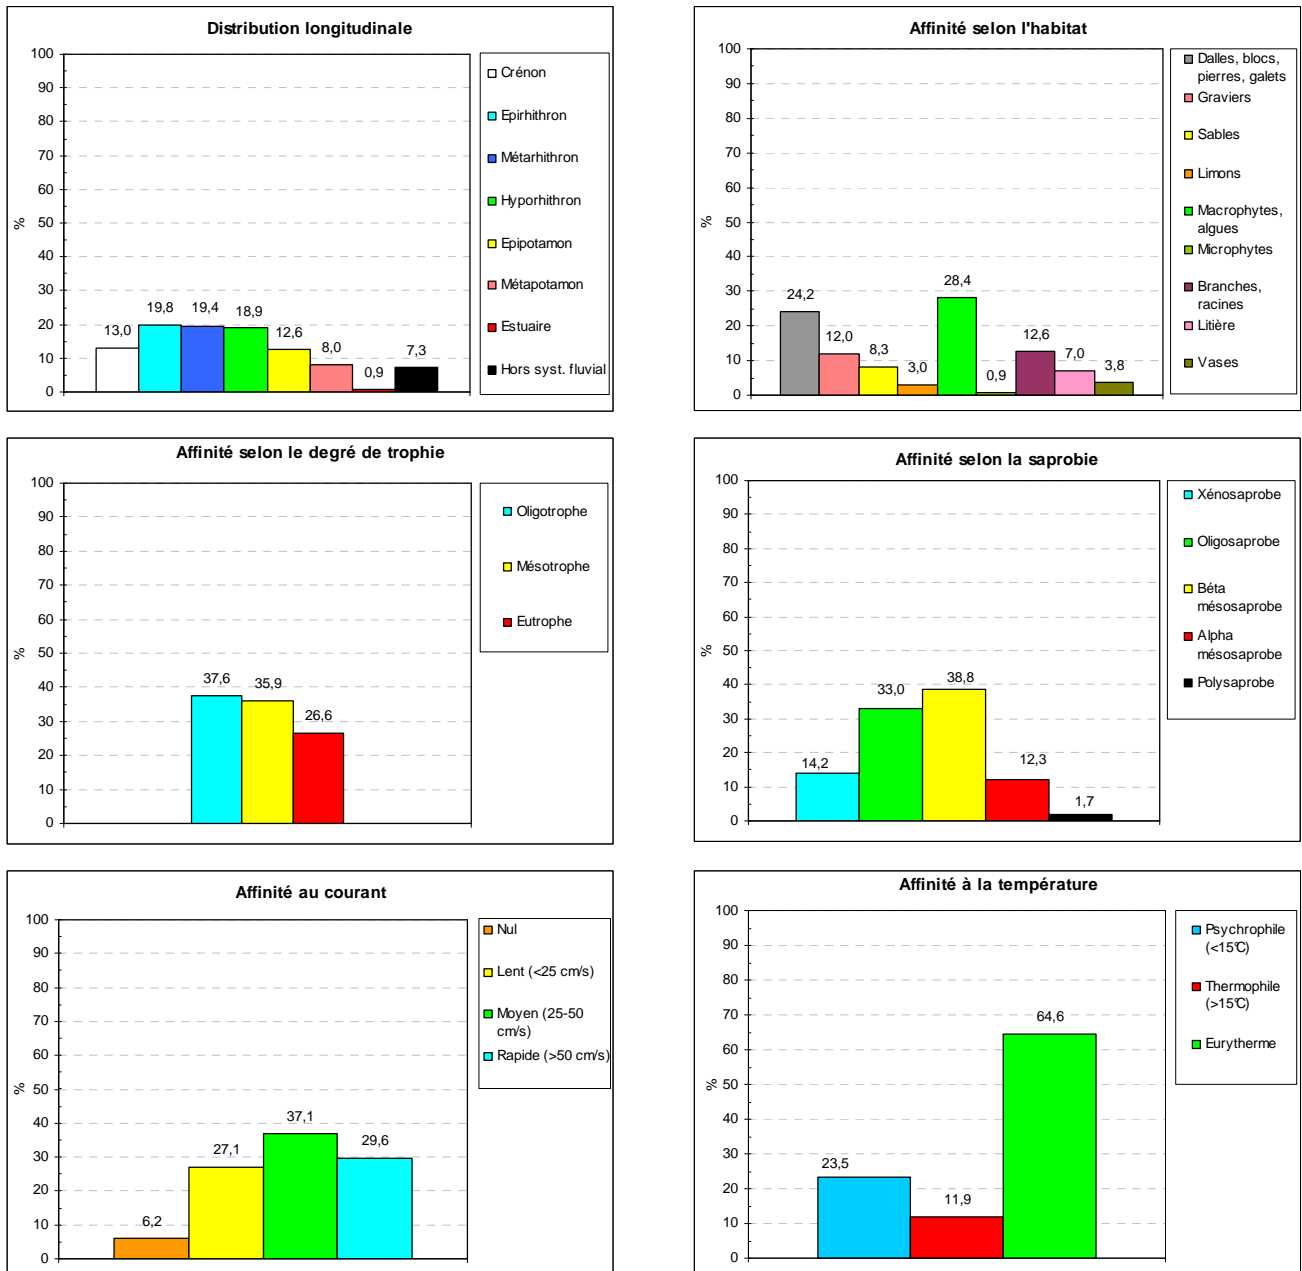 Distribution longitudinale
100
90
80
70
60
50
40
30
20
10
0
%
13,0
19,8
19,4
18,9
12,6
8,0
0,9
7,3
Crénon
Epirhithron
Métarhithron
Hyporhithron
Epipotamon
Métapotamon
Estuaire
Hors syst. fluvial
Affinité selon l'habitat
100
90
80
70
60
50
40
30
20
10
0
%
24,2
12,0
8,3
3,0
28,4
0,9
12,6
7,0
3,8
Dalles, blocs,
pierres, galets
Graviers
Sables
Limons
Macrophytes,
algues
Microphytes
Branches,
racines
Litière
Vases
Affinité selon le degré de trophie
100
90
80
70
60
50
40
30
20
10
0
%
37,6
35,9
26,6
Oligotrophe
Mésotrophe
Eutrophe
Affinité selon la saprobie
100
90
80
70
60
50
40
30
20
10
0
%
14,2
33,0
38,8
12,3
1,7
Xénosaprobe
Oligosaprobe
Béta
mésosaprobe
Alpha
mésosaprobe
Polysaprobe
Affinité au courant
100
90
80
70
60
50
40
30
20
10
0
%
6,2
27,1
37,1
29,6
Nul
Lent (<25 cm/s)
Moyen (25-50
cm/s)
Rapide (>50 cm/s)
Affinité à la température
100
90
80
70
60
50
40
30
20
10
0
%
23,5
11,9
64,6
Psychrophile
(<15°C)
Thermophile
(>15°C)
Eurytherme